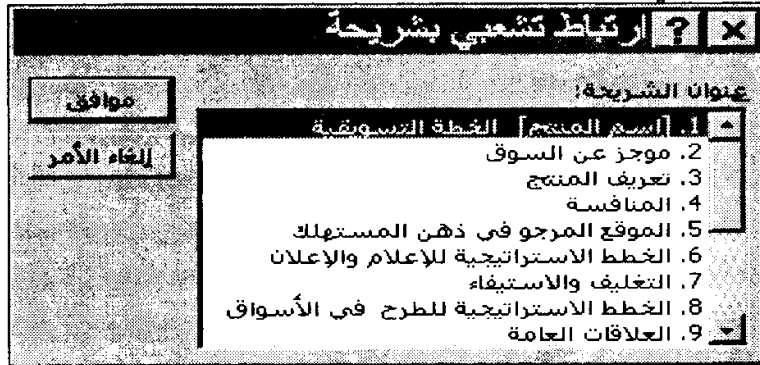 ارتباط تشعبي بشريحة
عنوان الشريحة:
1. [اسم المنتج] الخطة التسويقية
2. موجز عن السوق
3. تعريف المنتج
4. المنافسة
5. الموقع المرجو في ذهن المستهلك
6. الخطط الاستراتيجية للإعلام والإعلان
7. التغليف والاستيفاء
8. الخطط الاستراتيجية للطرح في الأسواق
9. العلاقات العامة
موافق
إلغاء الأمر